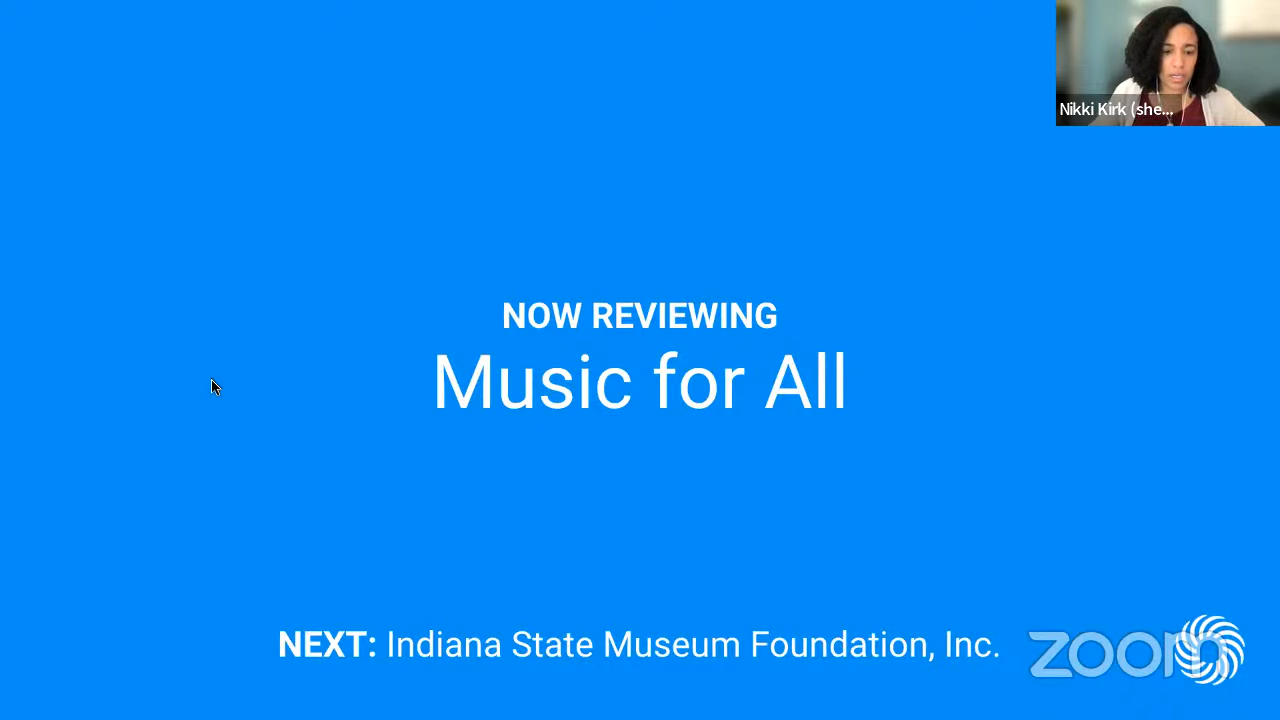 Nikki Kirk (she...
NOW REVIEWING
Music for All
NEXT: Indiana State Museum Foundation, Inc.
zoom